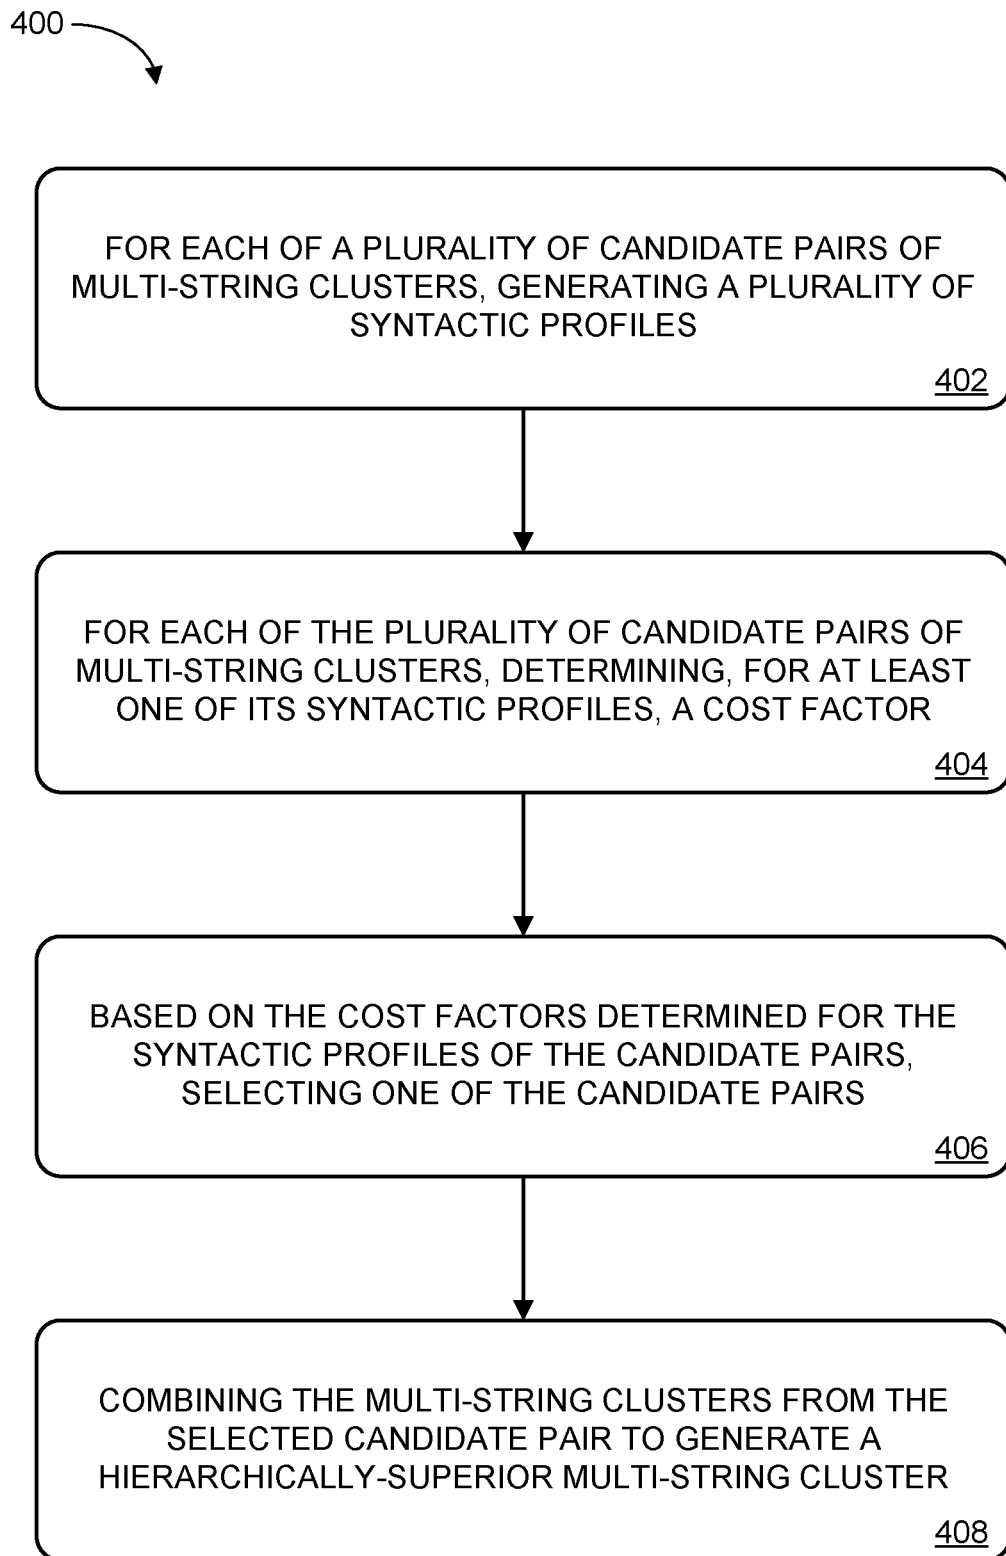 400
FOR EACH OF A PLURALITY OF CANDIDATE PAIRS OF
MULTI-STRING CLUSTERS, GENERATING A PLURALITY OF
SYNTACTIC PROFILES
402
FOR EACH OF THE PLURALITY OF CANDIDATE PAIRS OF
MULTI-STRING CLUSTERS, DETERMINING, FOR AT LEAST
ONE OF ITS SYNTACTIC PROFILES, A COST FACTOR
404
BASED ON THE COST FACTORS DETERMINED FOR THE
SYNTACTIC PROFILES OF THE CANDIDATE PAIRS,
SELECTING ONE OF THE CANDIDATE PAIRS
406
COMBINING THE MULTI-STRING CLUSTERS FROM THE
SELECTED CANDIDATE PAIR TO GENERATE A
HIERARCHICALLY-SUPERIOR MULTI-STRING CLUSTER
408